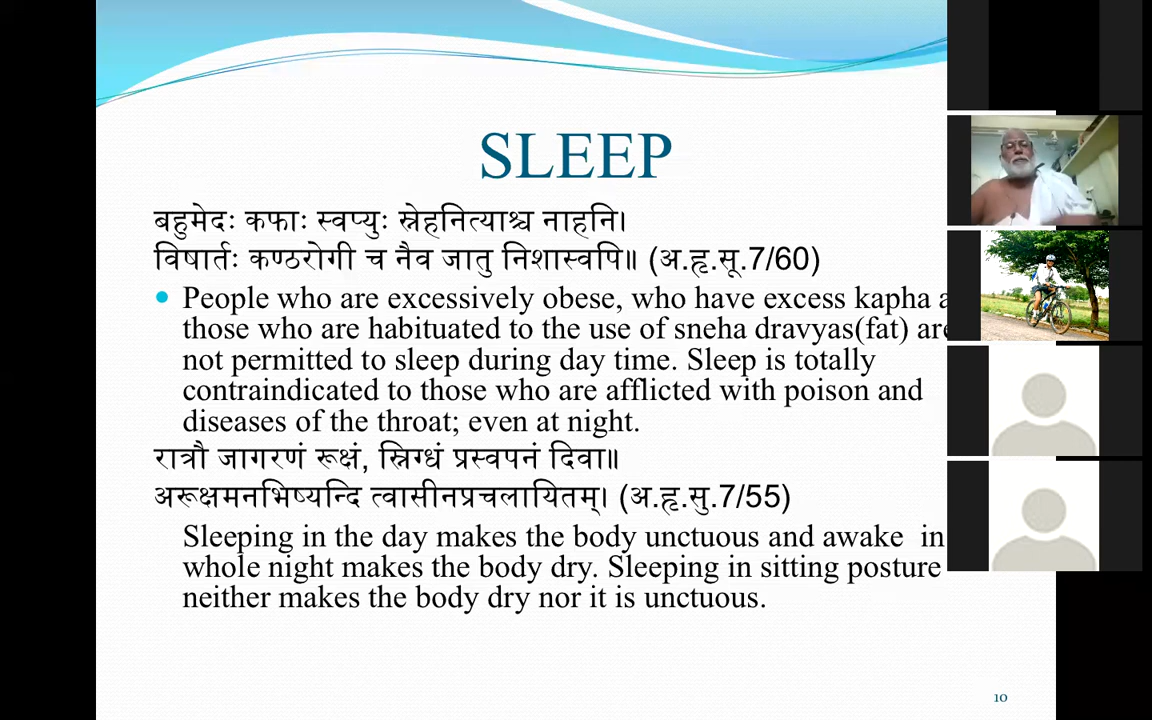 SLEEP
बहुमेदः कफाः स्वप्युः स्नेहनित्याश्च नाहनि।
विषार्तः कण्ठरोगी च नैव जातु निशास्वपि॥ (अ.हृ.सू.7/60)
People who are excessively obese, who have excess kapha a
those who are habituated to the use of sneha dravyas(fat) are
not permitted to sleep during day time. Sleep is totally
contraindicated to those who are afflicted with poison and
diseases of the throat; even at night.
रात्रौ जागरणं रूक्षं, स्निग्धं प्रस्वपनं दिवा॥
अरूक्षमनभिष्यन्दि त्वासीनप्रचलायितम्। (अ.हृ.सु.7/55)
Sleeping in the day makes the body unctuous and awake in
whole night makes the body dry. Sleeping in sitting posture
neither makes the body dry nor it is unctuous.
10